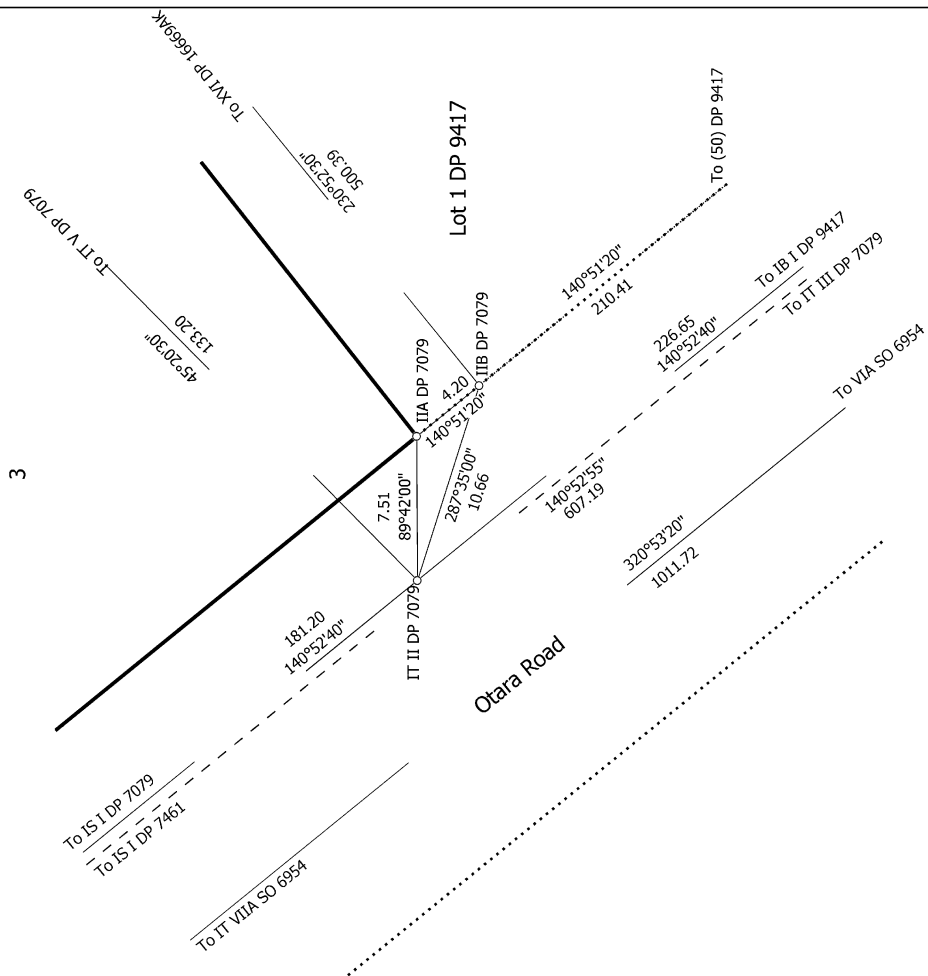 To XVI DP 16669AK
230°52'30"
500.39
Lot 1 DP 9417
To IT V DP 7079
133.20
45°20'30"
3
To (50) DP 9417
140°51'20"
210.41
To IB I DP 9417
To IT III DP 7079
226.65
140°52'40"
To VIA SO 6954
IIB DP 7079
IIA DP 7079
4.20
140°51'20"
7.51
89°42'00"
287°35'00"
10.66
140°52'55"
607.19
320°53'20"
1011.72
IT II DP 7079
181.20
140°52'40"
Otara Road
To IS I DP 7079
To IS I DP 7461
To IT VIIA SO 6954